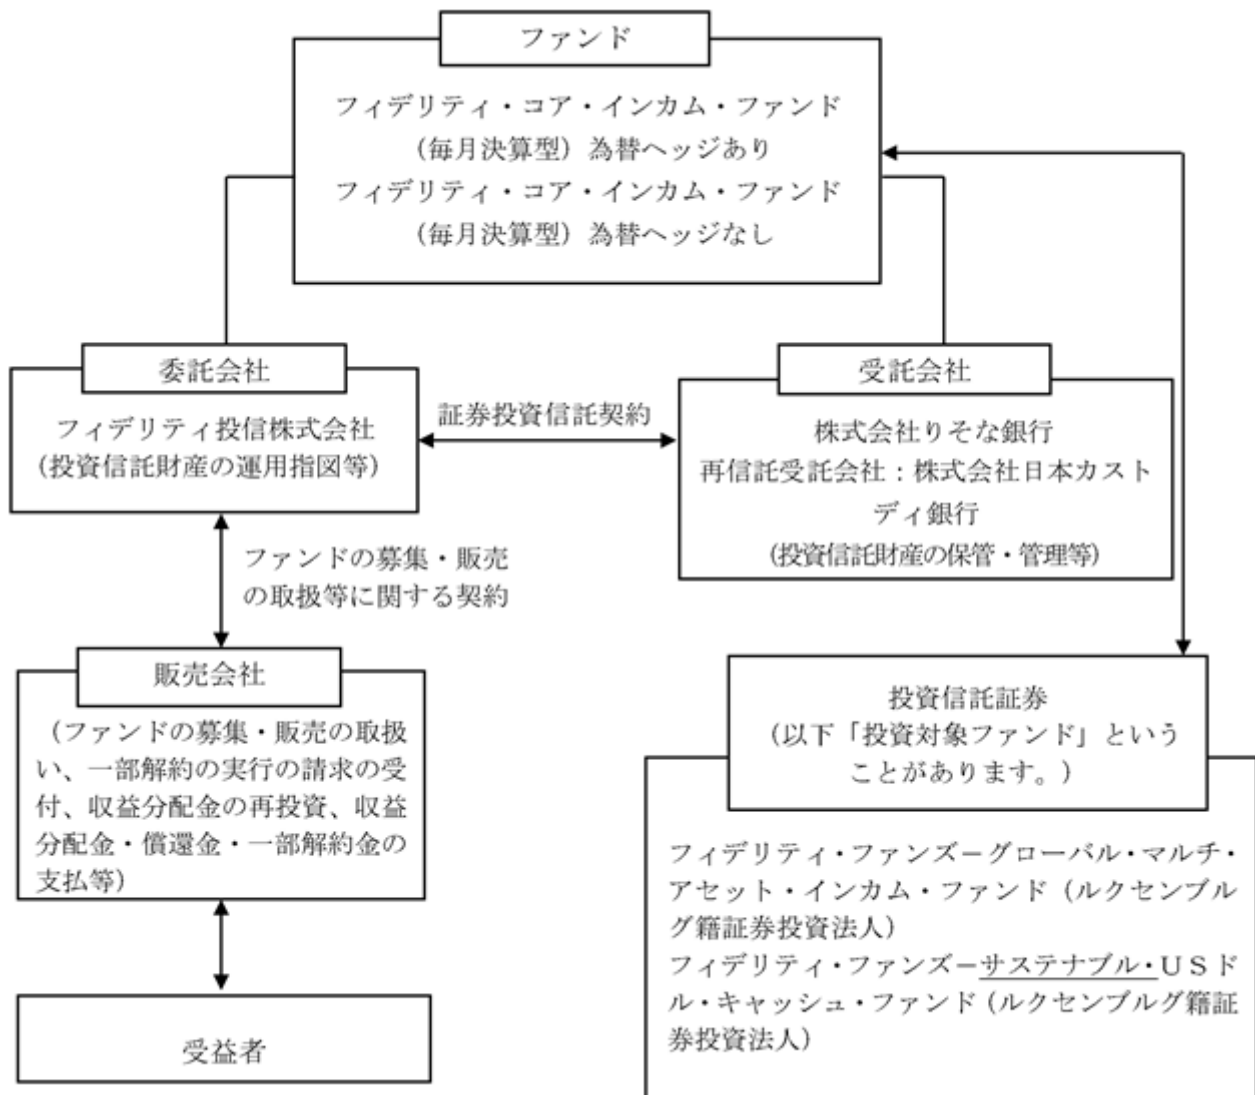 ファンド
フィデリティ・コア・インカム・ファンド
(毎月決算型)為替ヘッジあり
フィデリティ・コア・インカム・ファンド
(毎月決算型)為替ヘッジなし
委託会社
フィデリティ投信株式会社
(投資信託財産の運用指図等)
証券投資信託契約
受託会社
株式会社りそな銀行
再信託受託会社:株式会社日本カスト
ディ銀行
(投資信託財産の保管・管理等)
ファンドの募集・販売
の取扱等に関する契約
販売会社
(ファンドの募集・販売の取扱
い、一部解約の実行の請求の受
付、収益分配金の再投資、収益
分配金・償還金・一部解約金の
支払等)
受益者
投資信託証券
(以下「投資対象ファンド」という
ことがあります。)
フィデリティ・ファンズ-グローバル・マルチ・
アセット・インカム・ファンド(ルクセンブル
グ籍証券投資法人)
フィデリティ・ファンズ-サステナブル・USド
ル・キャッシュ・ファンド(ルクセンブルグ籍証
券投資法人)